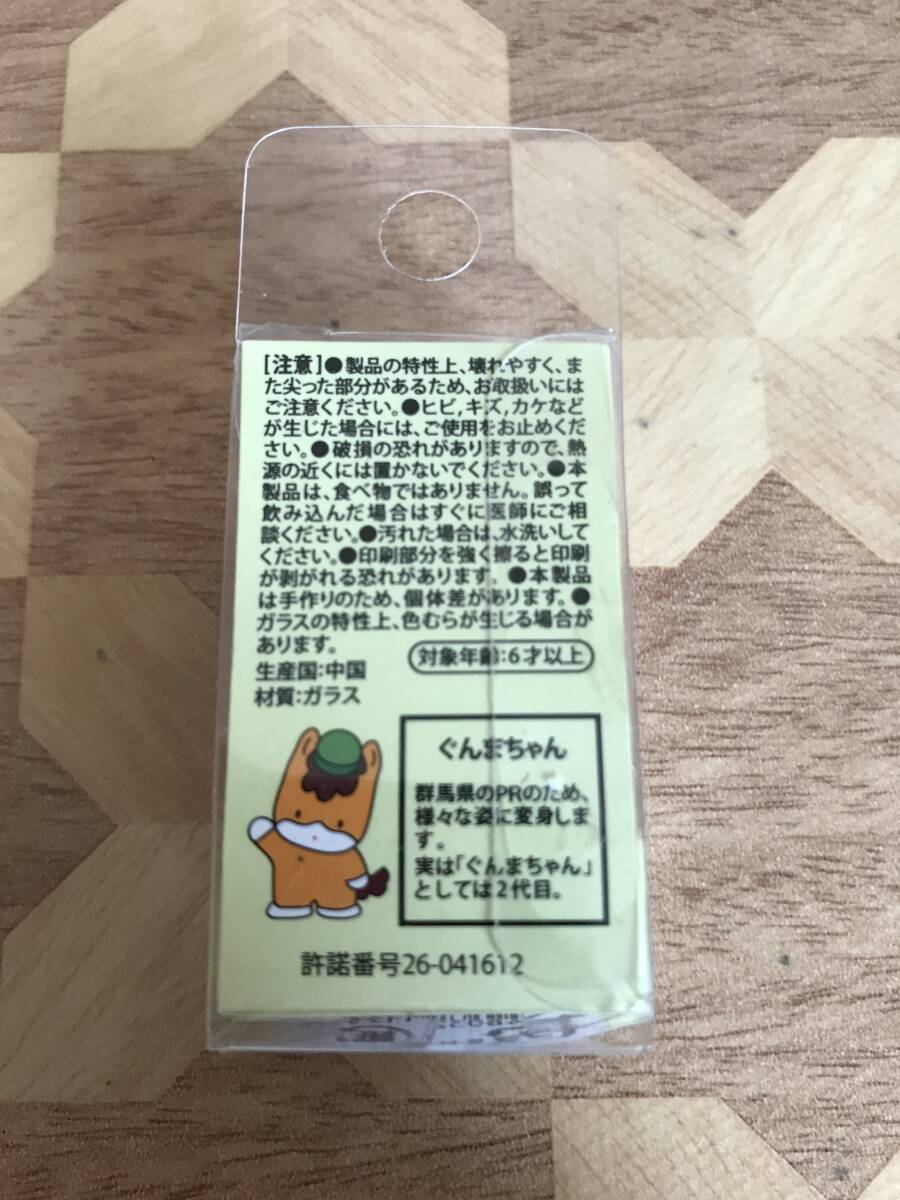 [注意]●製品の特性上、壊れやすく、ま
た尖った部分があるため、お取扱いには
ご注意ください。●ヒビ,キズ,カケなど
が生じた場合には、ご使用をお止めくだ
さい。●破損の恐れがありますので、熱
源の近くには置かないでください。●本
製品は、食べ物ではありません。誤って
飲み込んだ場合はすぐに医師にご相
談ください。●汚れた場合は、水洗いして
ください。●印刷部分を強く擦ると印刷
が剥がれる恐れがあります。●本製品
は手作りのため、個体差があります。●
ガラスの特性上、色むらが生じる場合が
あります。
対象年齢:6才以上
生産国:中国
材質:ガラス
ぐんまちゃん
群馬県のPRのため、
様々な姿に変身しま
す。
実は「ぐんまちゃん」
としては2代目。
許諾番号26-041612